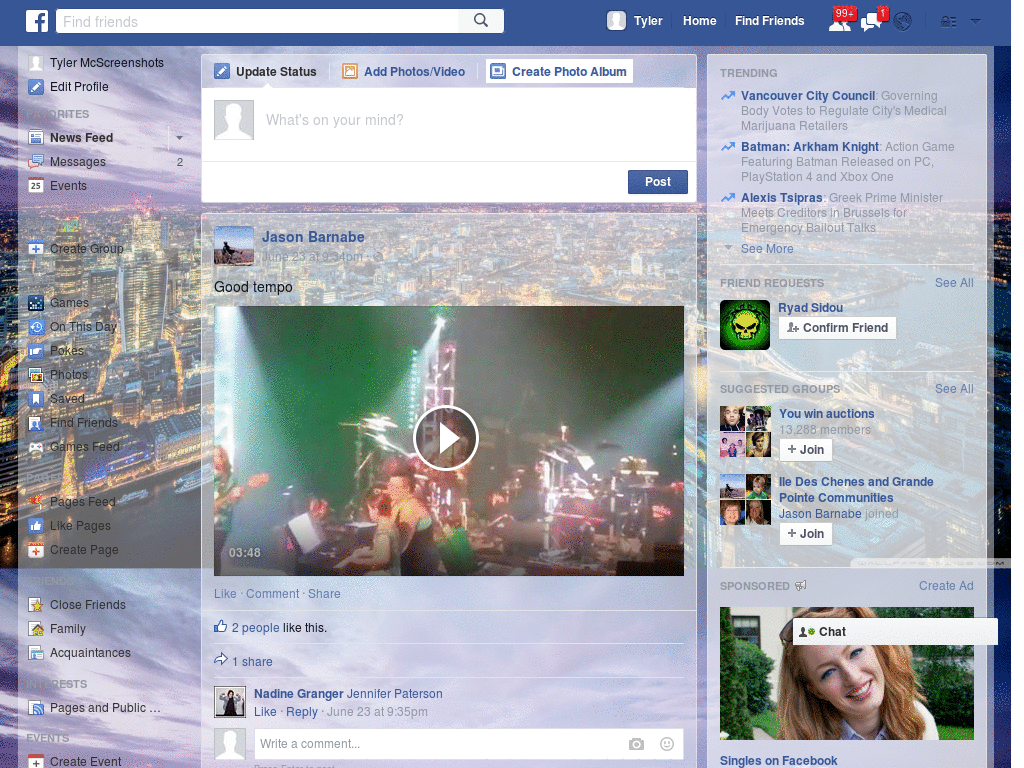 f
Find friends
Tyler
Home
Find Friends
99+
1
Tyler McScreenshots
Edit Profile
FAVORITES
News Feed
Messages
2
25
Events
Create Group
Games
On This Day
Pokes
Photos
Saved
Find Friends
Games Feed
Pages Feed
Like Pages
Create Page
FRIENDS
Close Friends
Family
Acquaintances
INTERESTS
Pages and Public ...
EVENTS
Create Event
Update Status
Add Photos/Video
Create Photo Album
What's on your mind?
Post
Jason Barnabe
June 23 at 9:34pm
Good tempo
03:48
Like · Comment · Share
2 people like this.
1 share
Nadine Granger Jennifer Paterson
Like · Reply · June 23 at 9:35pm
Write a comment...
Press Enter to post.
TRENDING
Vancouver City Council: Governing
Body Votes to Regulate City's Medical
Marijuana Retailers
Batman: Arkham Knight: Action Game
Featuring Batman Released on PC,
PlayStation 4 and Xbox One
Alexis Tsipras: Greek Prime Minister
Meets Creditors in Brussels for
Emergency Bailout Talks
See More
FRIEND REQUESTS
See All
Ryad Sidou
Confirm Friend
SUGGESTED GROUPS
See All
You win auctions
13,288 members
+ Join
Ile Des Chenes and Grande
Pointe Communities
Jason Barnabe joined
+ Join
SPONSORED
Create Ad
Chat
Singles on Facebook